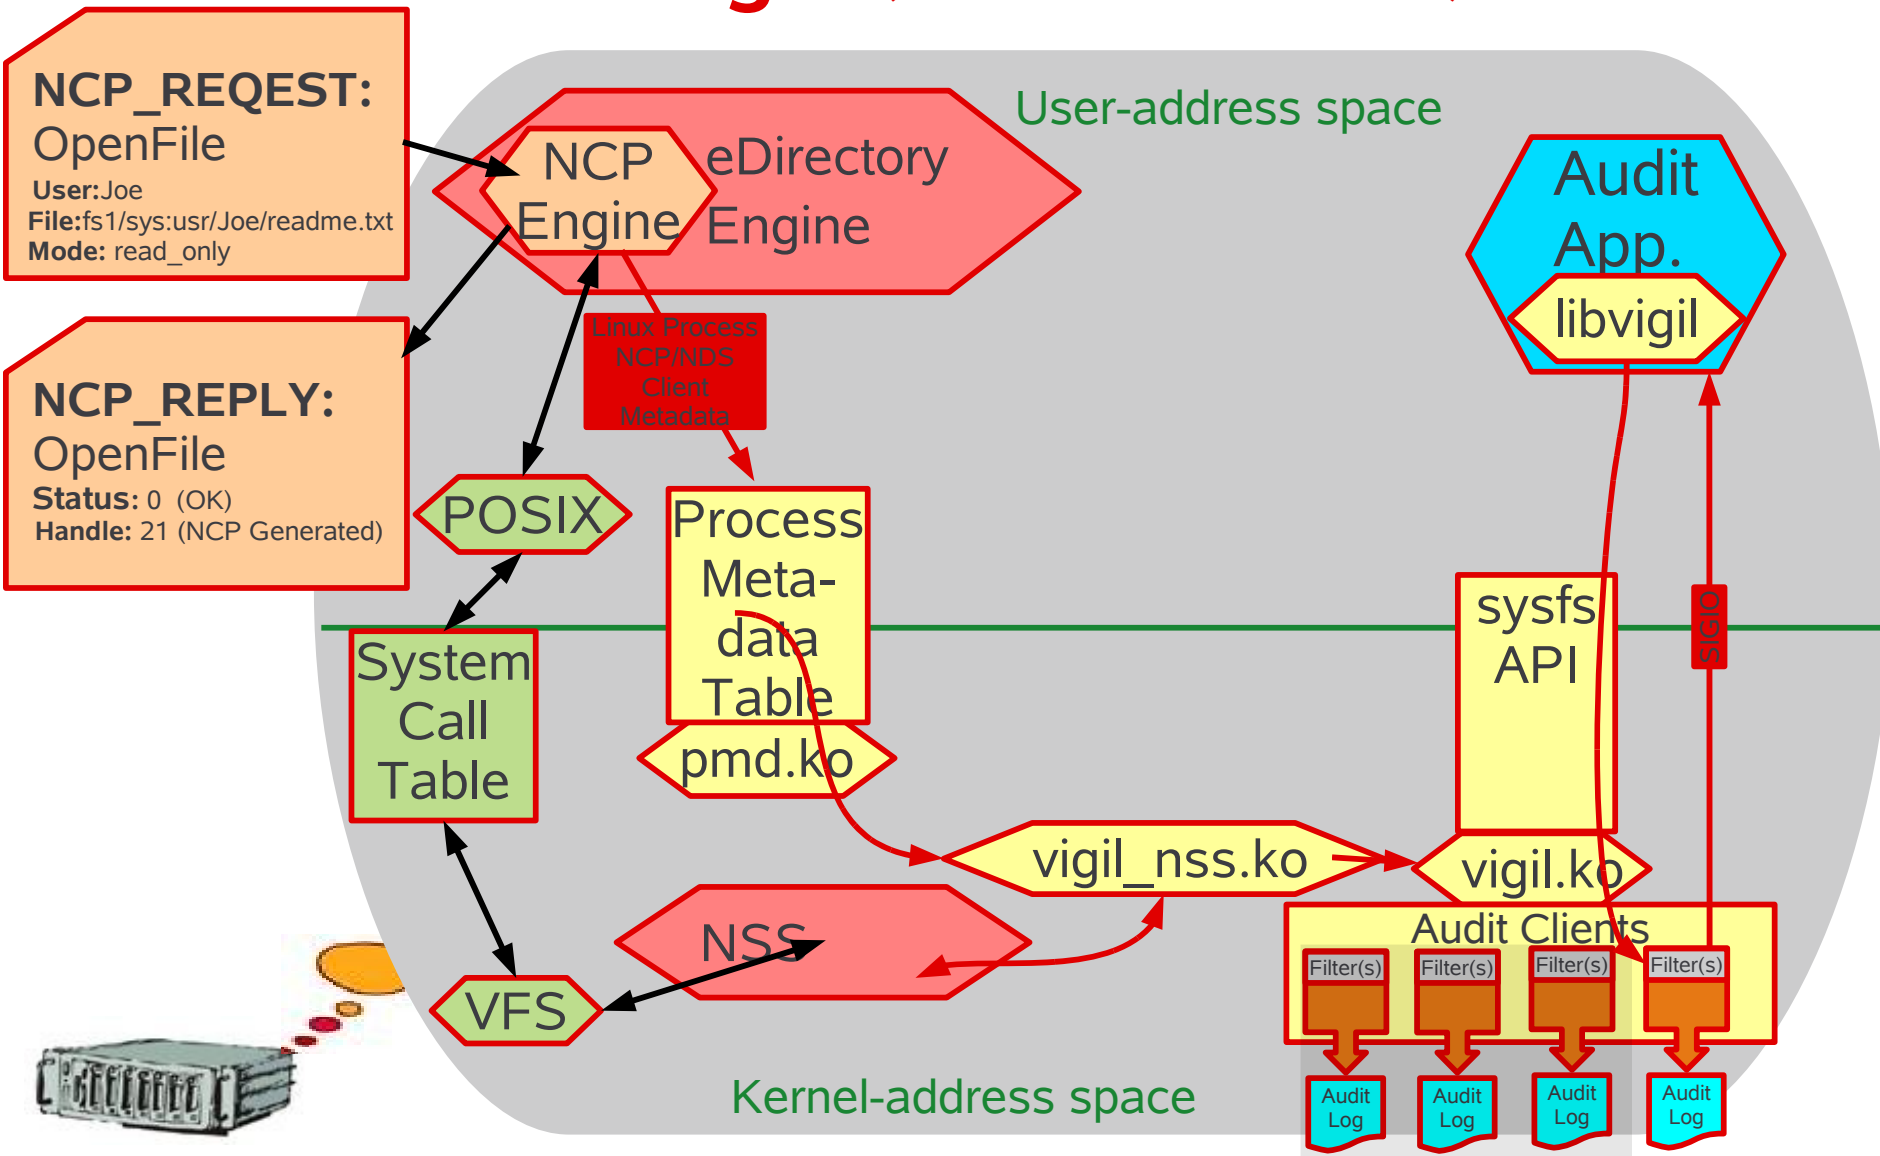 g
NCP_REQEST:
OpenFile
User:Joe
File:fs1/sys:usr/Joe/readme.txt
Mode: read_only
NCP_REPLY:
OpenFile
Status: 0 (OK)
Handle: 21 (NCP Generated)
User-address space
NCP
Engine
eDirectory
Engine
Linux Process
NCP/NDS
Client
Metadata
Audit
App.
libvigil
POSIX
Process
Meta-
data
Table
pmd.ko
sysfs
API
SIGIO
System
Call
Table
vigil_nss.ko
vigil.ko
NSS
VFS
Audit Clients
Filter(s)
Filter(s)
Filter(s)
Filter(s)
Audit
Log
Audit
Log
Audit
Log
Audit
Log
Kernel-address space